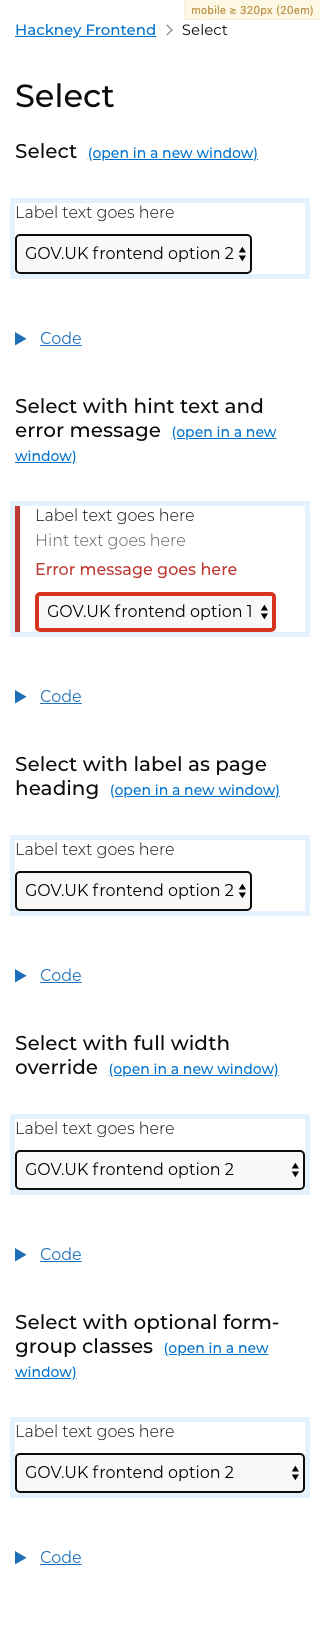 mobile ≥ 320px (20em)
Hackney Frontend > Select
Select
Select (open in a new window)
Label text goes here
GOV.UK frontend option 2
Code
Select with hint text and
error message (open in a new
window)
Label text goes here
Hint text goes here
Error message goes here
GOV.UK frontend option 1
Code
Select with label as page
heading (open in a new window)
Label text goes here
GOV.UK frontend option 2
Code
Select with full width
override (open in a new window)
Label text goes here
GOV.UK frontend option 2
Code
Select with optional form-
group classes (open in a new
window)
Label text goes here
GOV.UK frontend option 2
Code